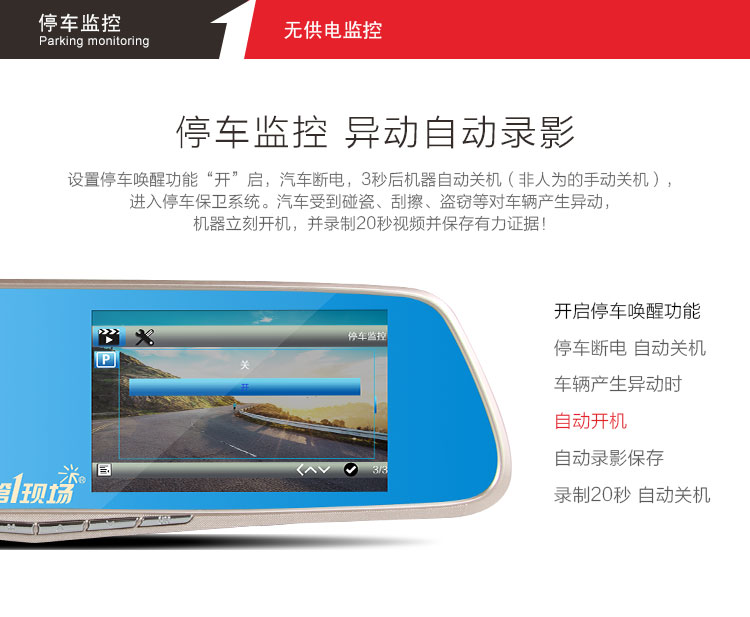 停车监控
Parking monitoring
无供电监控
停车监控 异动自动录影
设置停车唤醒功能“开”启，汽车断电，3秒后机器自动关机（非人为的手动关机），
进入停车保卫系统。汽车受到碰瓷、刮擦、盗窃等对车辆产生异动，
机器立刻开机，并录制20秒视频并保存有力证据！
停车监控
P
关
开
3/3
第1现场®
开启停车唤醒功能
停车断电 自动关机
车辆产生异动时
自动开机
自动录影保存
录制20秒 自动关机